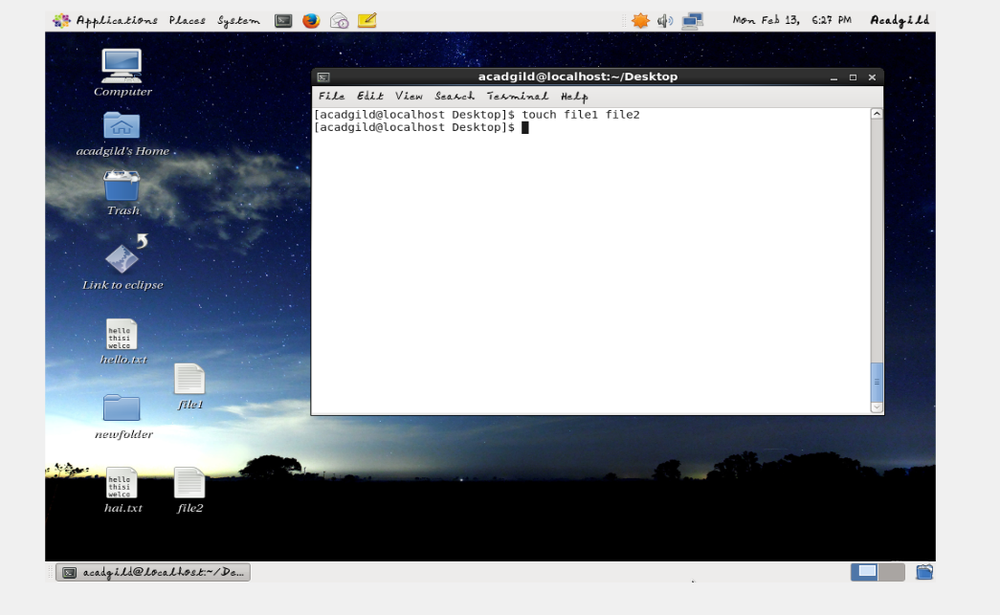 Applications Places System Mon Feb 13, 6:27 PM Acadgild
Computer
acadgild's Home
Trash
Link to eclipse
hello
thisi
welco
hello.txt
file1
newfolder
hello
thisi
welco
hai.txt
file2
acadgild@localhost:~/Desktop
File Edit View Search Terminal Help
[acadgild@localhost Desktop]$ touch file1 file2
[acadgild@localhost Desktop]$
acadgild@localhost:~/De...